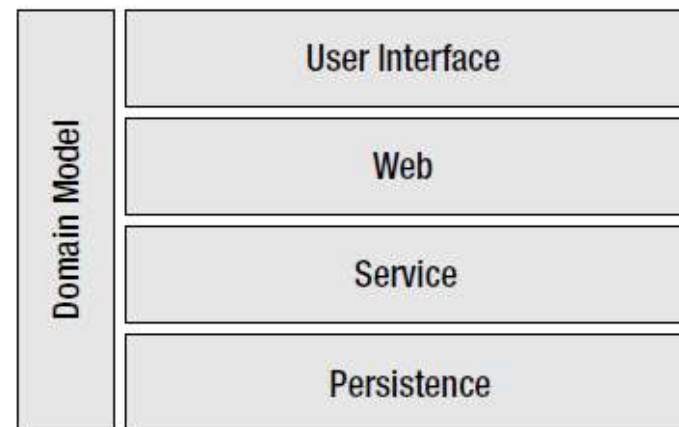 Domain Model
User Interface
Web
Service
Persistence